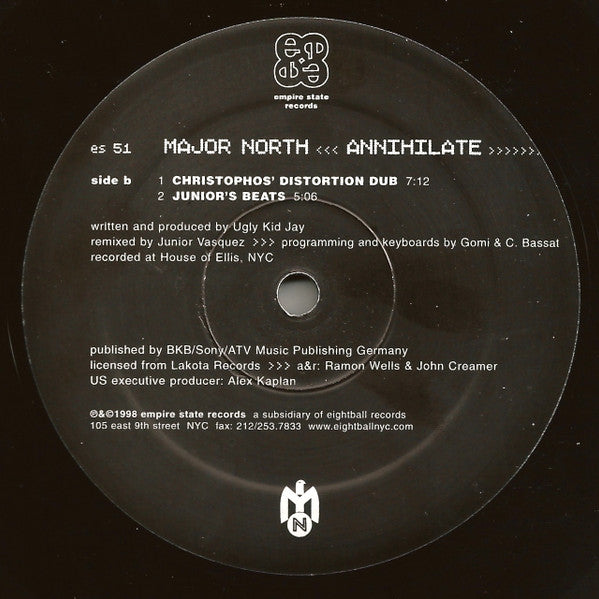 empire state
records
es 51 MAJOR NORTH <<< ANNIHILATE >>>>>>>
side b 1 CHRISTOPHOS' DISTORTION DUB 7:12
2 JUNIOR'S BEATS 5:06
written and produced by Ugly Kid Jay
remixed by Junior Vasquez >>> programming and keyboards by Gomi & C. Bassat
recorded at House of Ellis, NYC
published by BKB/Sony/ATV Music Publishing Germany
licensed from Lakota Records >>> a&r: Ramon Wells & John Creamer
US executive producer: Alex Kaplan
℗&©1998 empire state records a subsidiary of eightball records
105 east 9th street NYC fax: 212/253.7833 www.eightballnyc.com
N